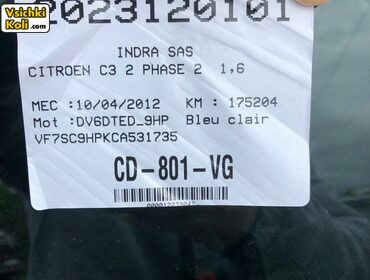 Vsichki
Koli.com
2023120101
INDRA SAS
CITROEN C3 2 PHASE 2 1,6
MEC :10/04/2012 KM : 175204
Mot :DV6DTED_9HP Bleu clair
VF7SC9HPKCA531735
CD-801-VG